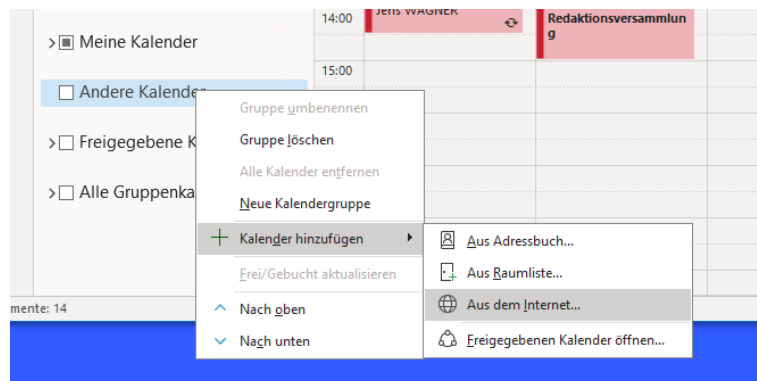 14:00
Jens WAGNER
Redaktionsversammlun
g
Meine Kalender
15:00
Andere Kalender
Gruppe umbenennen
Gruppe löschen
Freigegebene K
Alle Kalender entfernen
Alle Gruppenka
Neue Kalendergruppe
Kalender hinzufügen
Aus Adressbuch...
Frei/Gebucht aktualisieren
Aus Raumliste...
mente: 14
Nach oben
Aus dem Internet...
Nach unten
Freigegebenen Kalender öffnen...